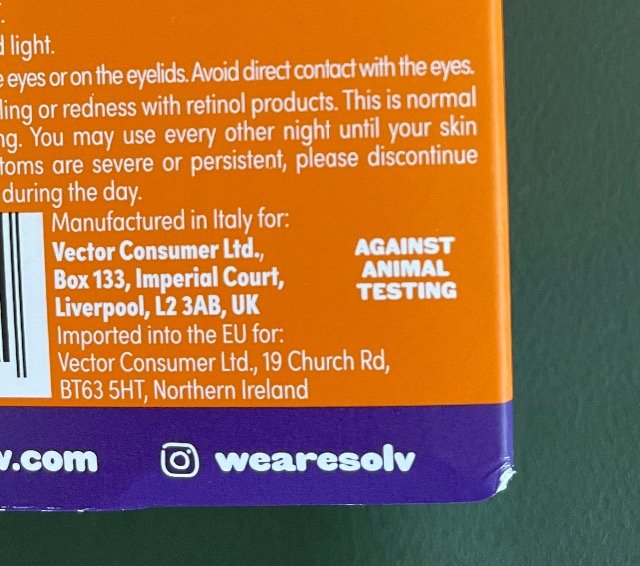 light.
eyes or on the eyelids. Avoid direct contact with the eyes.
ling or redness with retinol products. This is normal
ng. You may use every other night until your skin
toms are severe or persistent, please discontinue
during the day.
Manufactured in Italy for:
Vector Consumer Ltd.,
Box 133, Imperial Court,
Liverpool, L2 3AB, UK
Imported into the EU for:
Vector Consumer Ltd., 19 Church Rd,
BT63 5HT, Northern Ireland
AGAINST
ANIMAL
TESTING
v.com
wearesolv